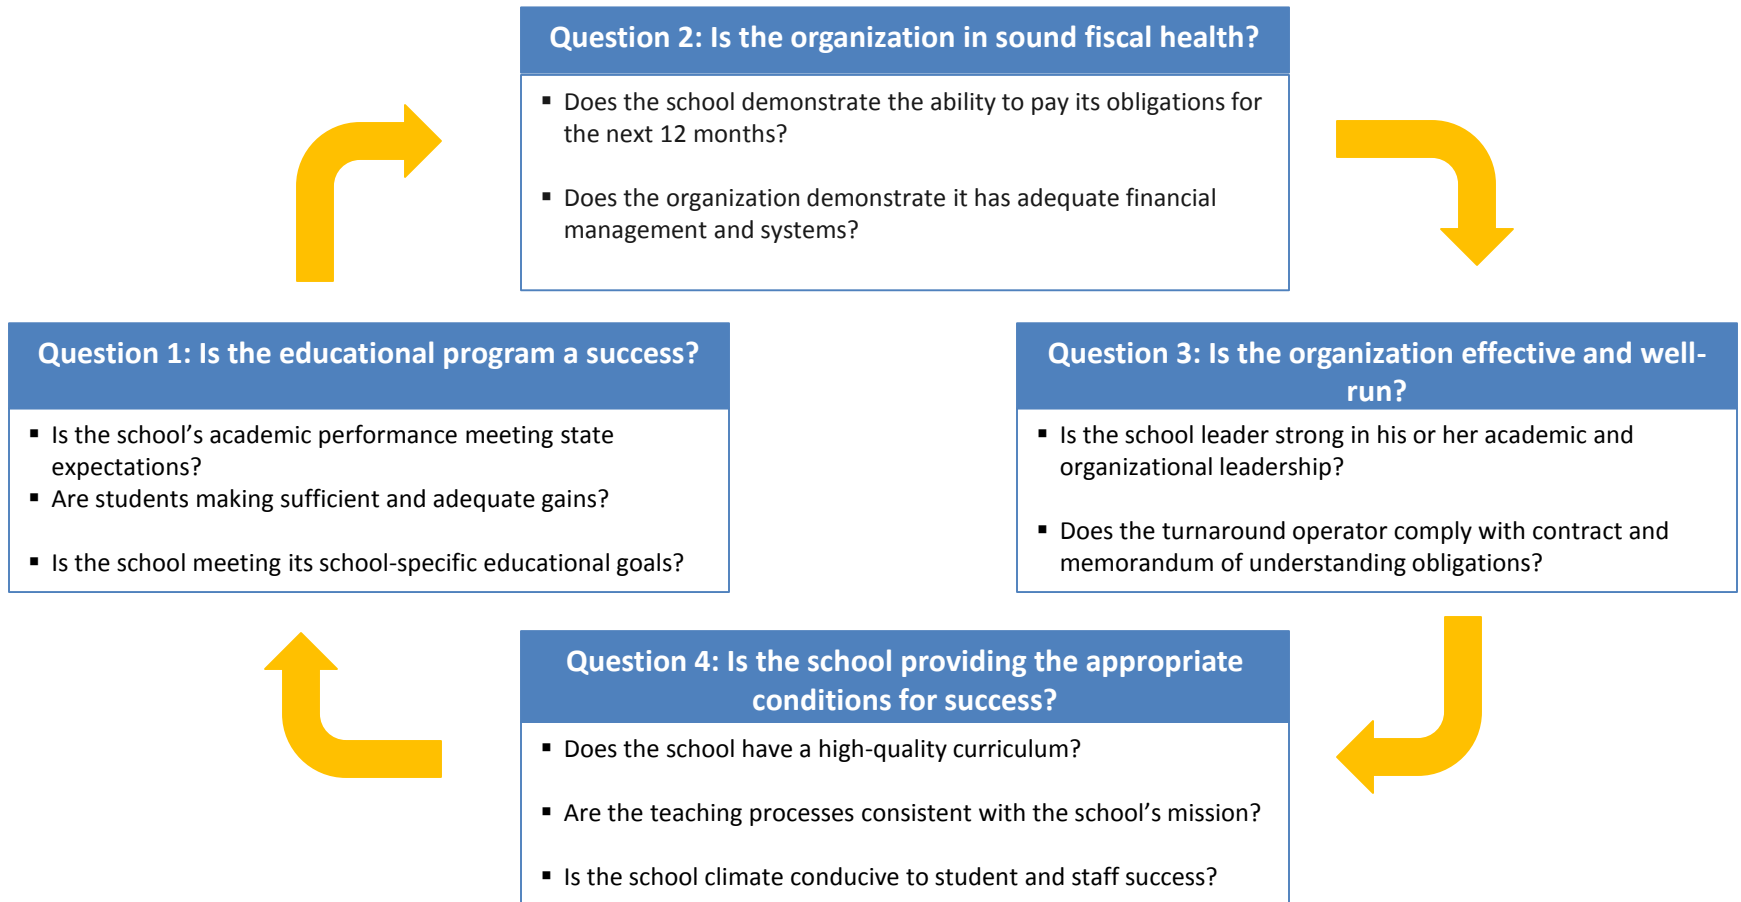 Question 2: Is the organization in sound fiscal health?
▪ Does the school demonstrate the ability to pay its obligations for
the next 12 months?
▪ Does the organization demonstrate it has adequate financial
management and systems?
Question 1: Is the educational program a success?
▪ Is the school’s academic performance meeting state
expectations?
▪ Are students making sufficient and adequate gains?
▪ Is the school meeting its school-specific educational goals?
Question 3: Is the organization effective and well-
run?
▪ Is the school leader strong in his or her academic and
organizational leadership?
▪ Does the turnaround operator comply with contract and
memorandum of understanding obligations?
Question 4: Is the school providing the appropriate
conditions for success?
▪ Does the school have a high-quality curriculum?
▪ Are the teaching processes consistent with the school’s mission?
▪ Is the school climate conducive to student and staff success?